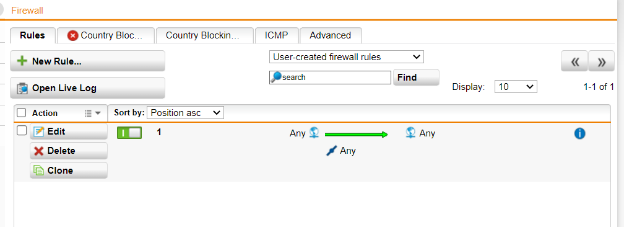 Firewall
Rules Country Bloc... Country Blockin... ICMP Advanced
New Rule... User-created firewall rules « »
search Find
Open Live Log Display: 10 1-1 of 1
Action Sort by: Position asc
Edit 1 Any Any
Delete Any
Clone